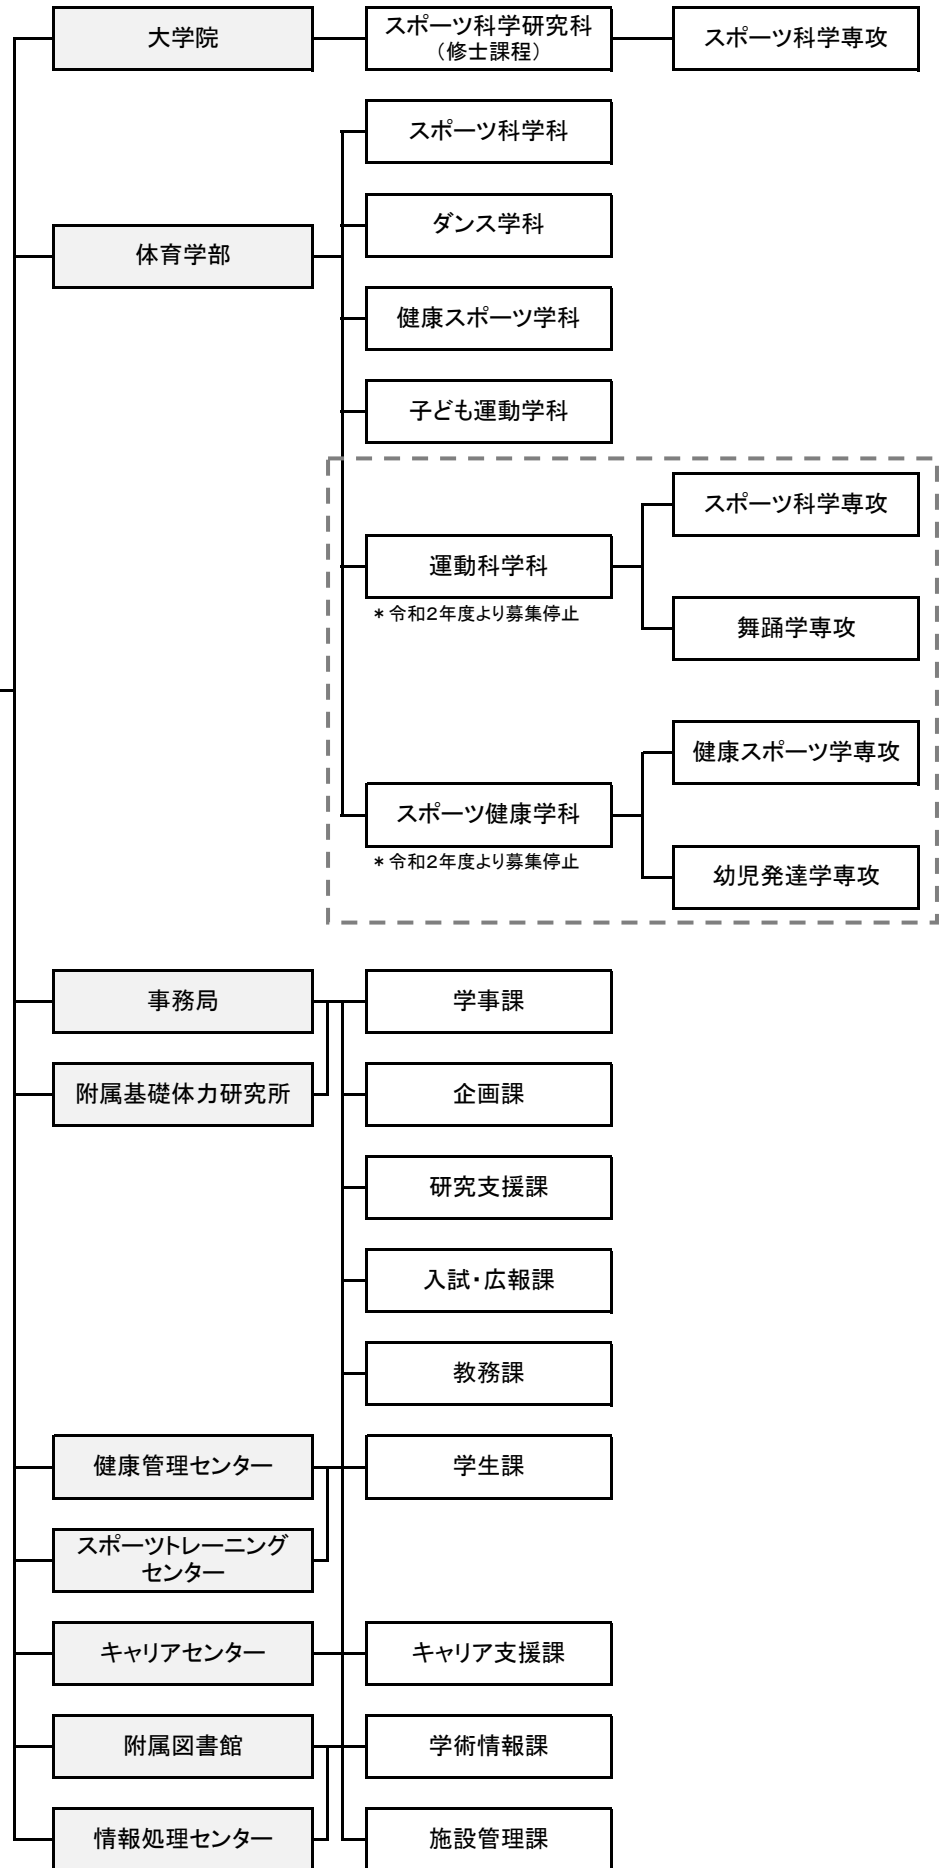 大学院
スポーツ科学研究科
（修士課程）
スポーツ科学専攻
スポーツ科学科
ダンス学科
体育学部
健康スポーツ学科
子ども運動学科
スポーツ科学専攻
運動科学科
＊令和2年度より募集停止
舞踊学専攻
健康スポーツ学専攻
スポーツ健康学科
＊令和2年度より募集停止
幼児発達学専攻
事務局
学事課
附属基礎体力研究所
企画課
研究支援課
入試・広報課
教務課
健康管理センター
学生課
スポーツトレーニング
センター
キャリアセンター
キャリア支援課
附属図書館
学術情報課
情報処理センター
施設管理課